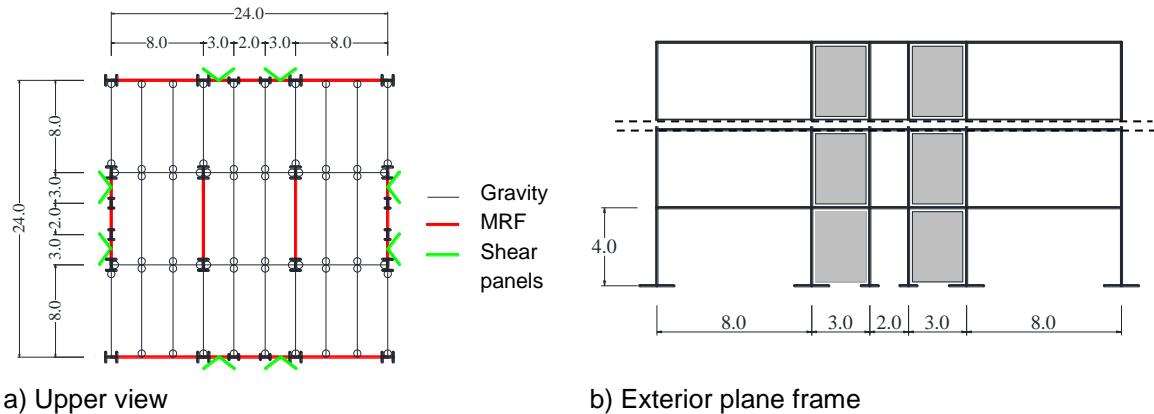 24.0
8.0 3.0 2.0 3.0 8.0
24.0
8.0
3.0
2.0
3.0
8.0
Gravity
MRF
Shear
panels
4.0
8.0 3.0 2.0 3.0 8.0
a) Upper view
b) Exterior plane frame